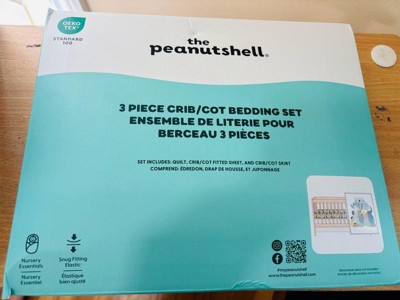 OEKO
TEX®
STANDARD
100
the
peanutshell®
3 PIECE CRIB/COT BEDDING SET
ENSEMBLE DE LITERIE POUR
BERCEAU 3 PIÈCES
SET INCLUDES: QUILT, CRIB/COT FITTED SHEET, AND CRIB/COT SKIRT
COMPREND: ÉDREDON, DRAP DE HOUSSE, ET JUPONNAGE
Nursery
Essentials
Nursery
Essentiel
Snug Fitting
Elastic
Élastique
bien ajusté
#mypeanutshell
www.thepeanutshell.com